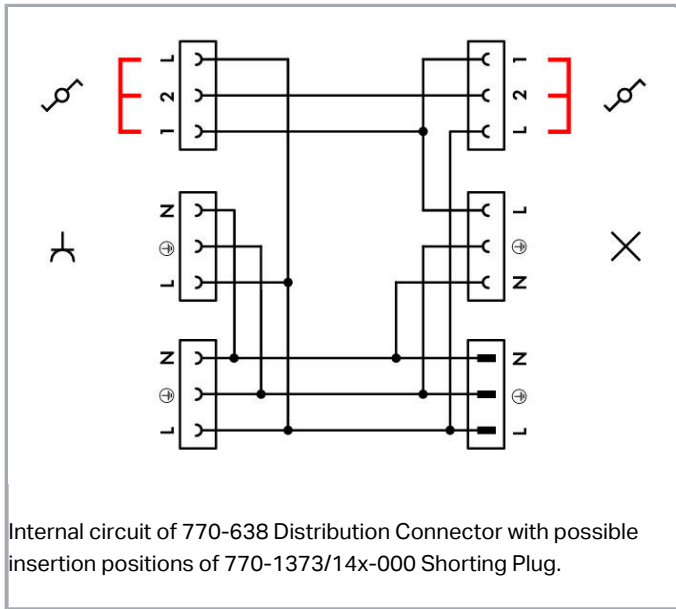 L
2
1
1
2
L
N
⏚
L
L
⏚
N
N
⏚
L
N
⏚
L
Internal circuit of 770-638 Distribution Connector with possible
insertion positions of 770-1373/14x-000 Shorting Plug.